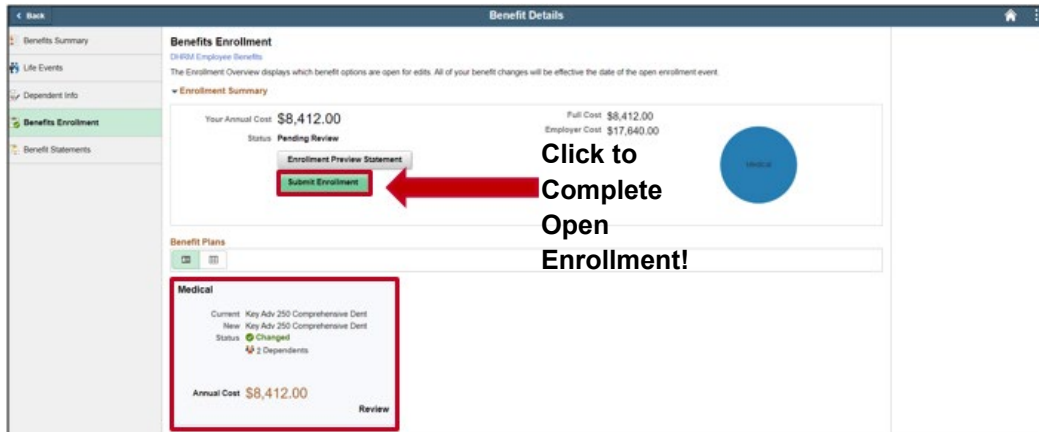 Back
Benefit Details
Benefits Summary
Life Events
Dependent Info
Benefits Enrollment
Benefit Statements
Benefits Enrollment
DHRM Employee Benefits
The Enrollment Overview displays which benefit options are open for edits. All of your benefit changes will be effective the date of the open enrollment event.
Enrollment Summary
Your Annual Cost $8,412.00
Status Pending Review
Enrollment Preview Statement
Submit Enrollment
Full Cost $8,412.00
Employer Cost $17,640.00
Click to
Complete
Open
Enrollment!
Medical
Benefit Plans
Medical
Current Key Adv 250 Comprehensive Dent
New Key Adv 250 Comprehensive Dent
Status Changed
2 Dependents
Annual Cost $8,412.00
Review